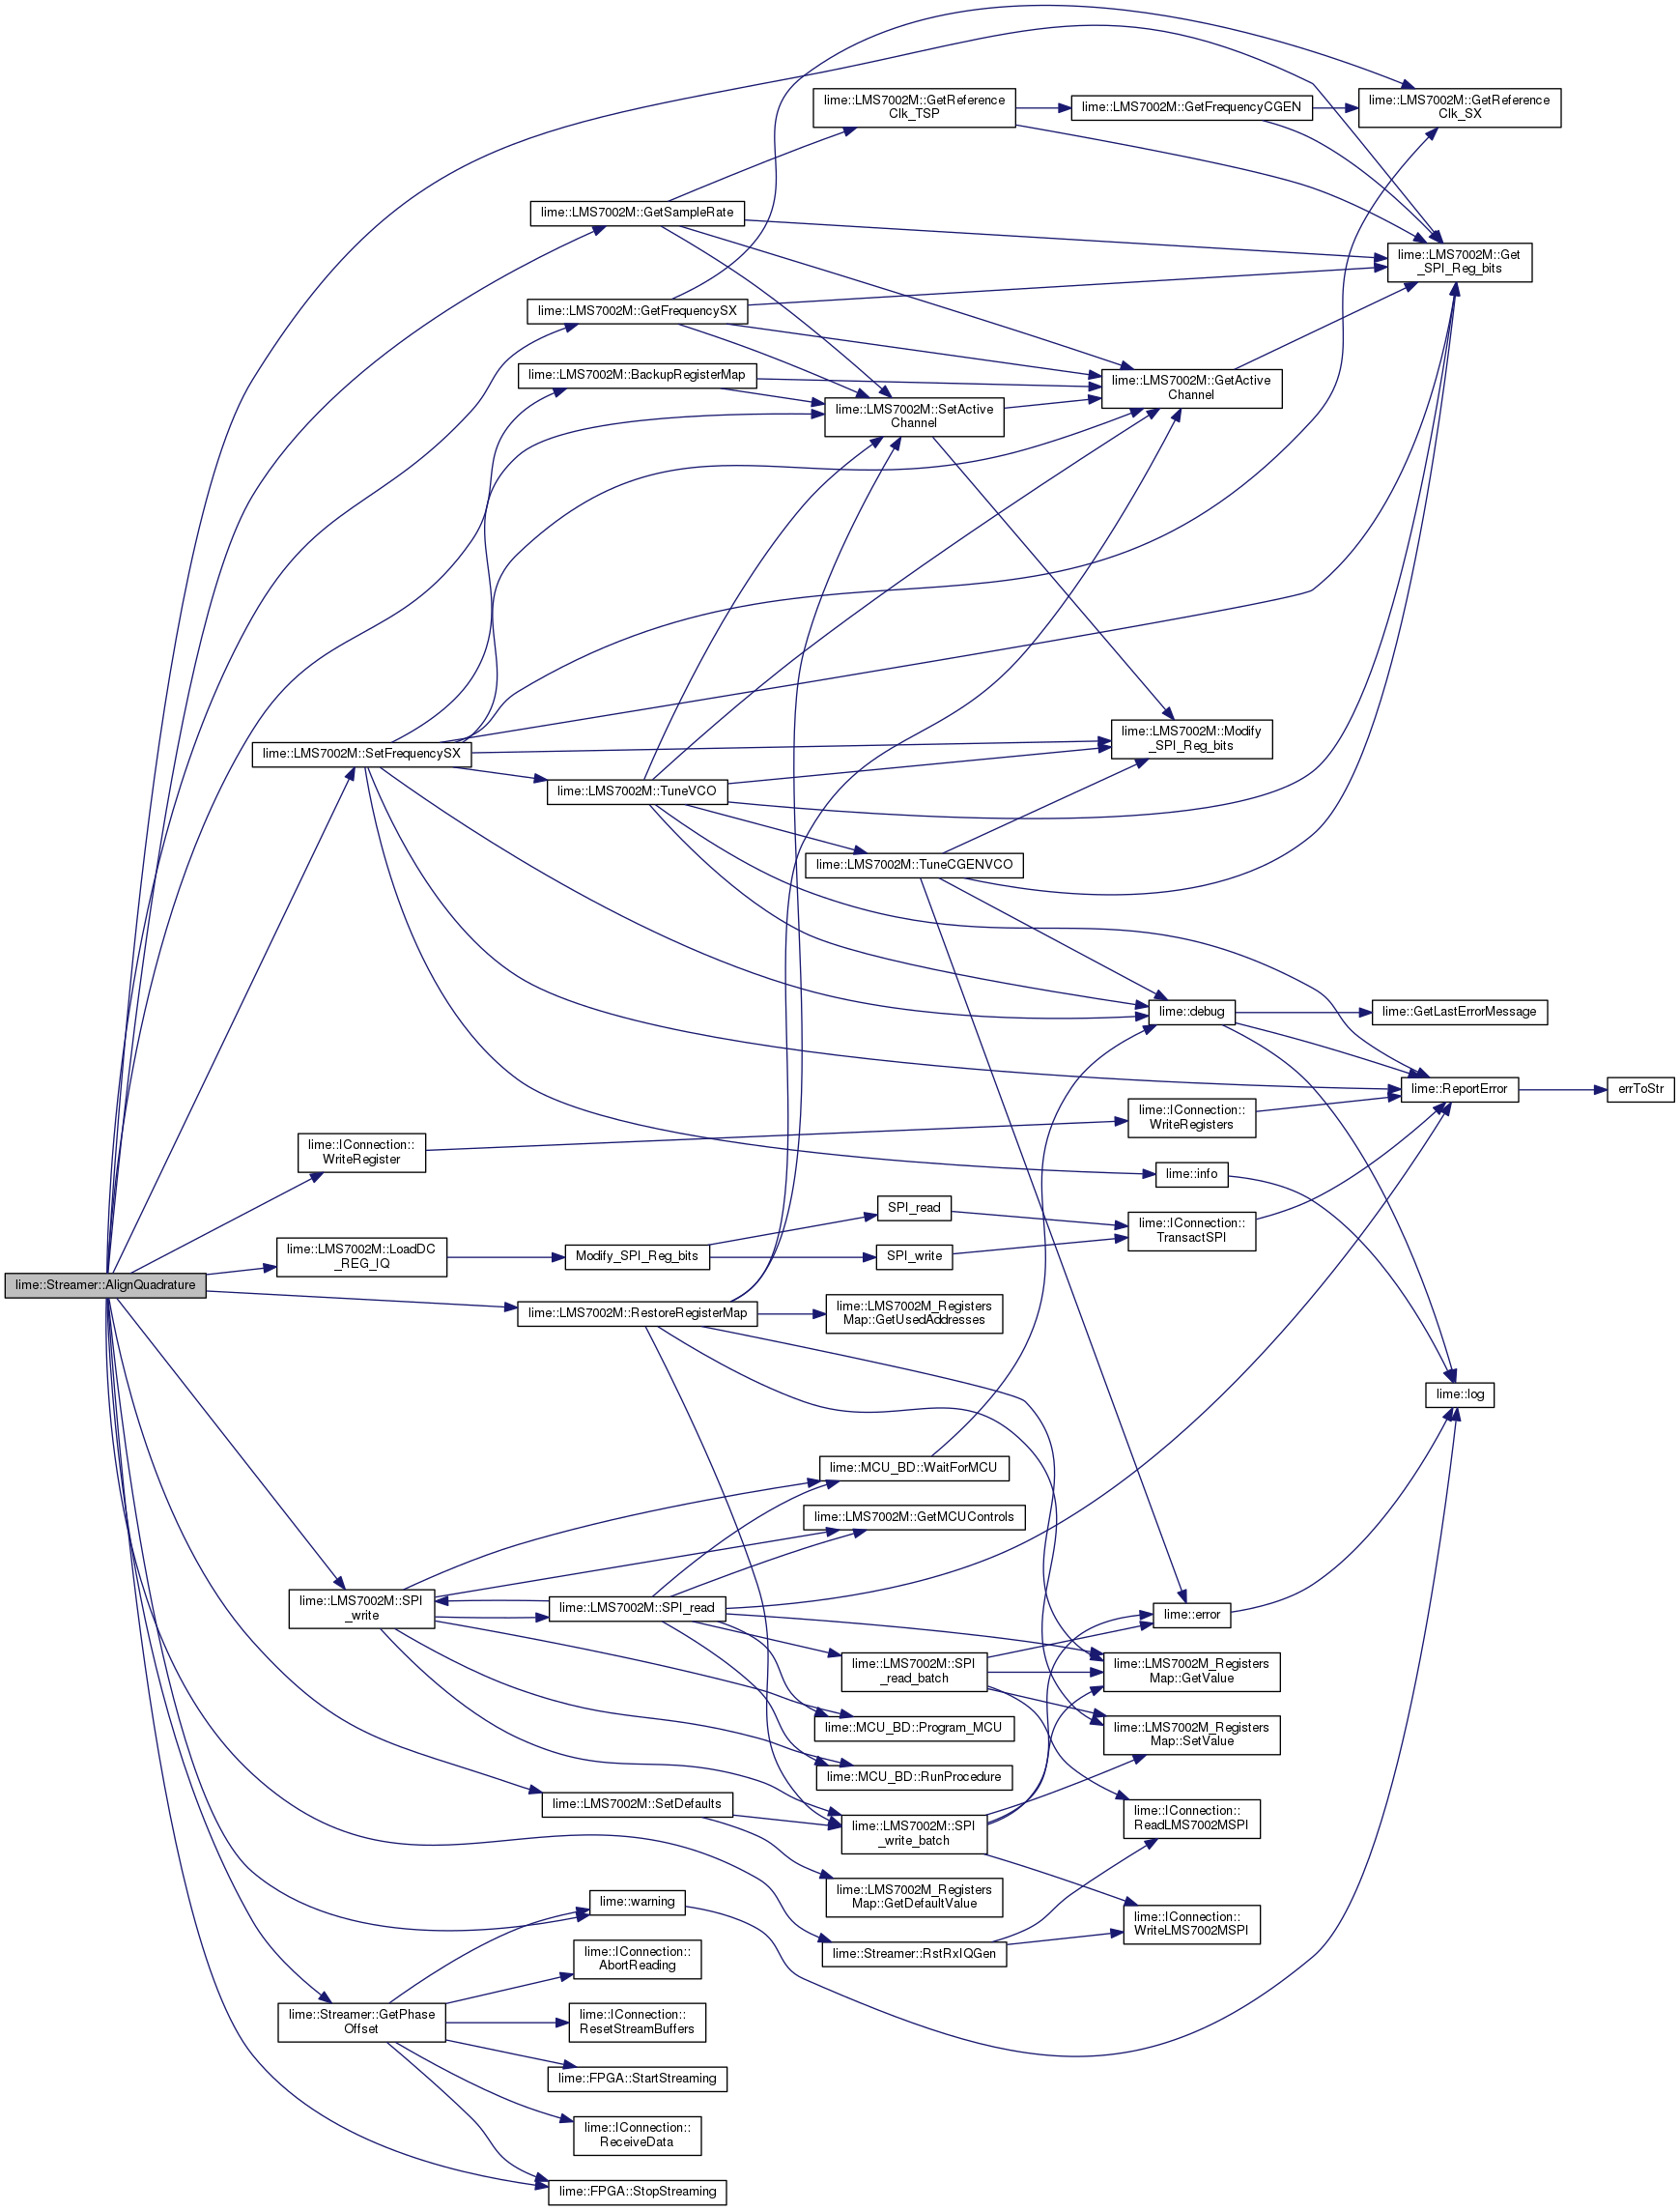 lime::LMS7002M::GetReference
Clk_TSP
lime::LMS7002M::GetFrequencyCGEN
lime::LMS7002M::GetReference
Clk_SX
lime::LMS7002M::GetSampleRate
lime::LMS7002M::Get
_SPI_Reg_bits
lime::LMS7002M::GetFrequencySX
lime::LMS7002M::BackupRegisterMap
lime::LMS7002M::GetActive
Channel
lime::LMS7002M::SetActive
Channel
lime::LMS7002M::Modify
_SPI_Reg_bits
lime::LMS7002M::SetFrequencySX
lime::LMS7002M::TuneVCO
lime::LMS7002M::TuneCGENVCO
lime::debug
lime::GetLastErrorMessage
lime::ReportError
errToStr
lime::IConnection::
WriteRegisters
lime::IConnection::
WriteRegister
lime::info
SPI_read
lime::IConnection::
TransactSPI
lime::LMS7002M::LoadDC
_REG_IQ
Modify_SPI_Reg_bits
SPI_write
lime::Streamer::AlignQuadrature
lime::LMS7002M::RestoreRegisterMap
lime::LMS7002M_Registers
Map::GetUsedAddresses
lime::log
lime::MCU_BD::WaitForMCU
lime::LMS7002M::GetMCUControls
lime::LMS7002M::SPI
_write
lime::LMS7002M::SPI_read
lime::error
lime::LMS7002M::SPI
_read_batch
lime::LMS7002M_Registers
Map::GetValue
lime::MCU_BD::Program_MCU
lime::LMS7002M_Registers
Map::SetValue
lime::MCU_BD::RunProcedure
lime::LMS7002M::SetDefaults
lime::LMS7002M::SPI
_write_batch
lime::IConnection::
ReadLMS7002MSPI
lime::LMS7002M_Registers
Map::GetDefaultValue
lime::warning
lime::IConnection::
WriteLMS7002MSPI
lime::Streamer::RstRxIQGen
lime::IConnection::
AbortReading
lime::Streamer::GetPhase
Offset
lime::IConnection::
ResetStreamBuffers
lime::FPGA::StartStreaming
lime::IConnection::
ReceiveData
lime::FPGA::StopStreaming